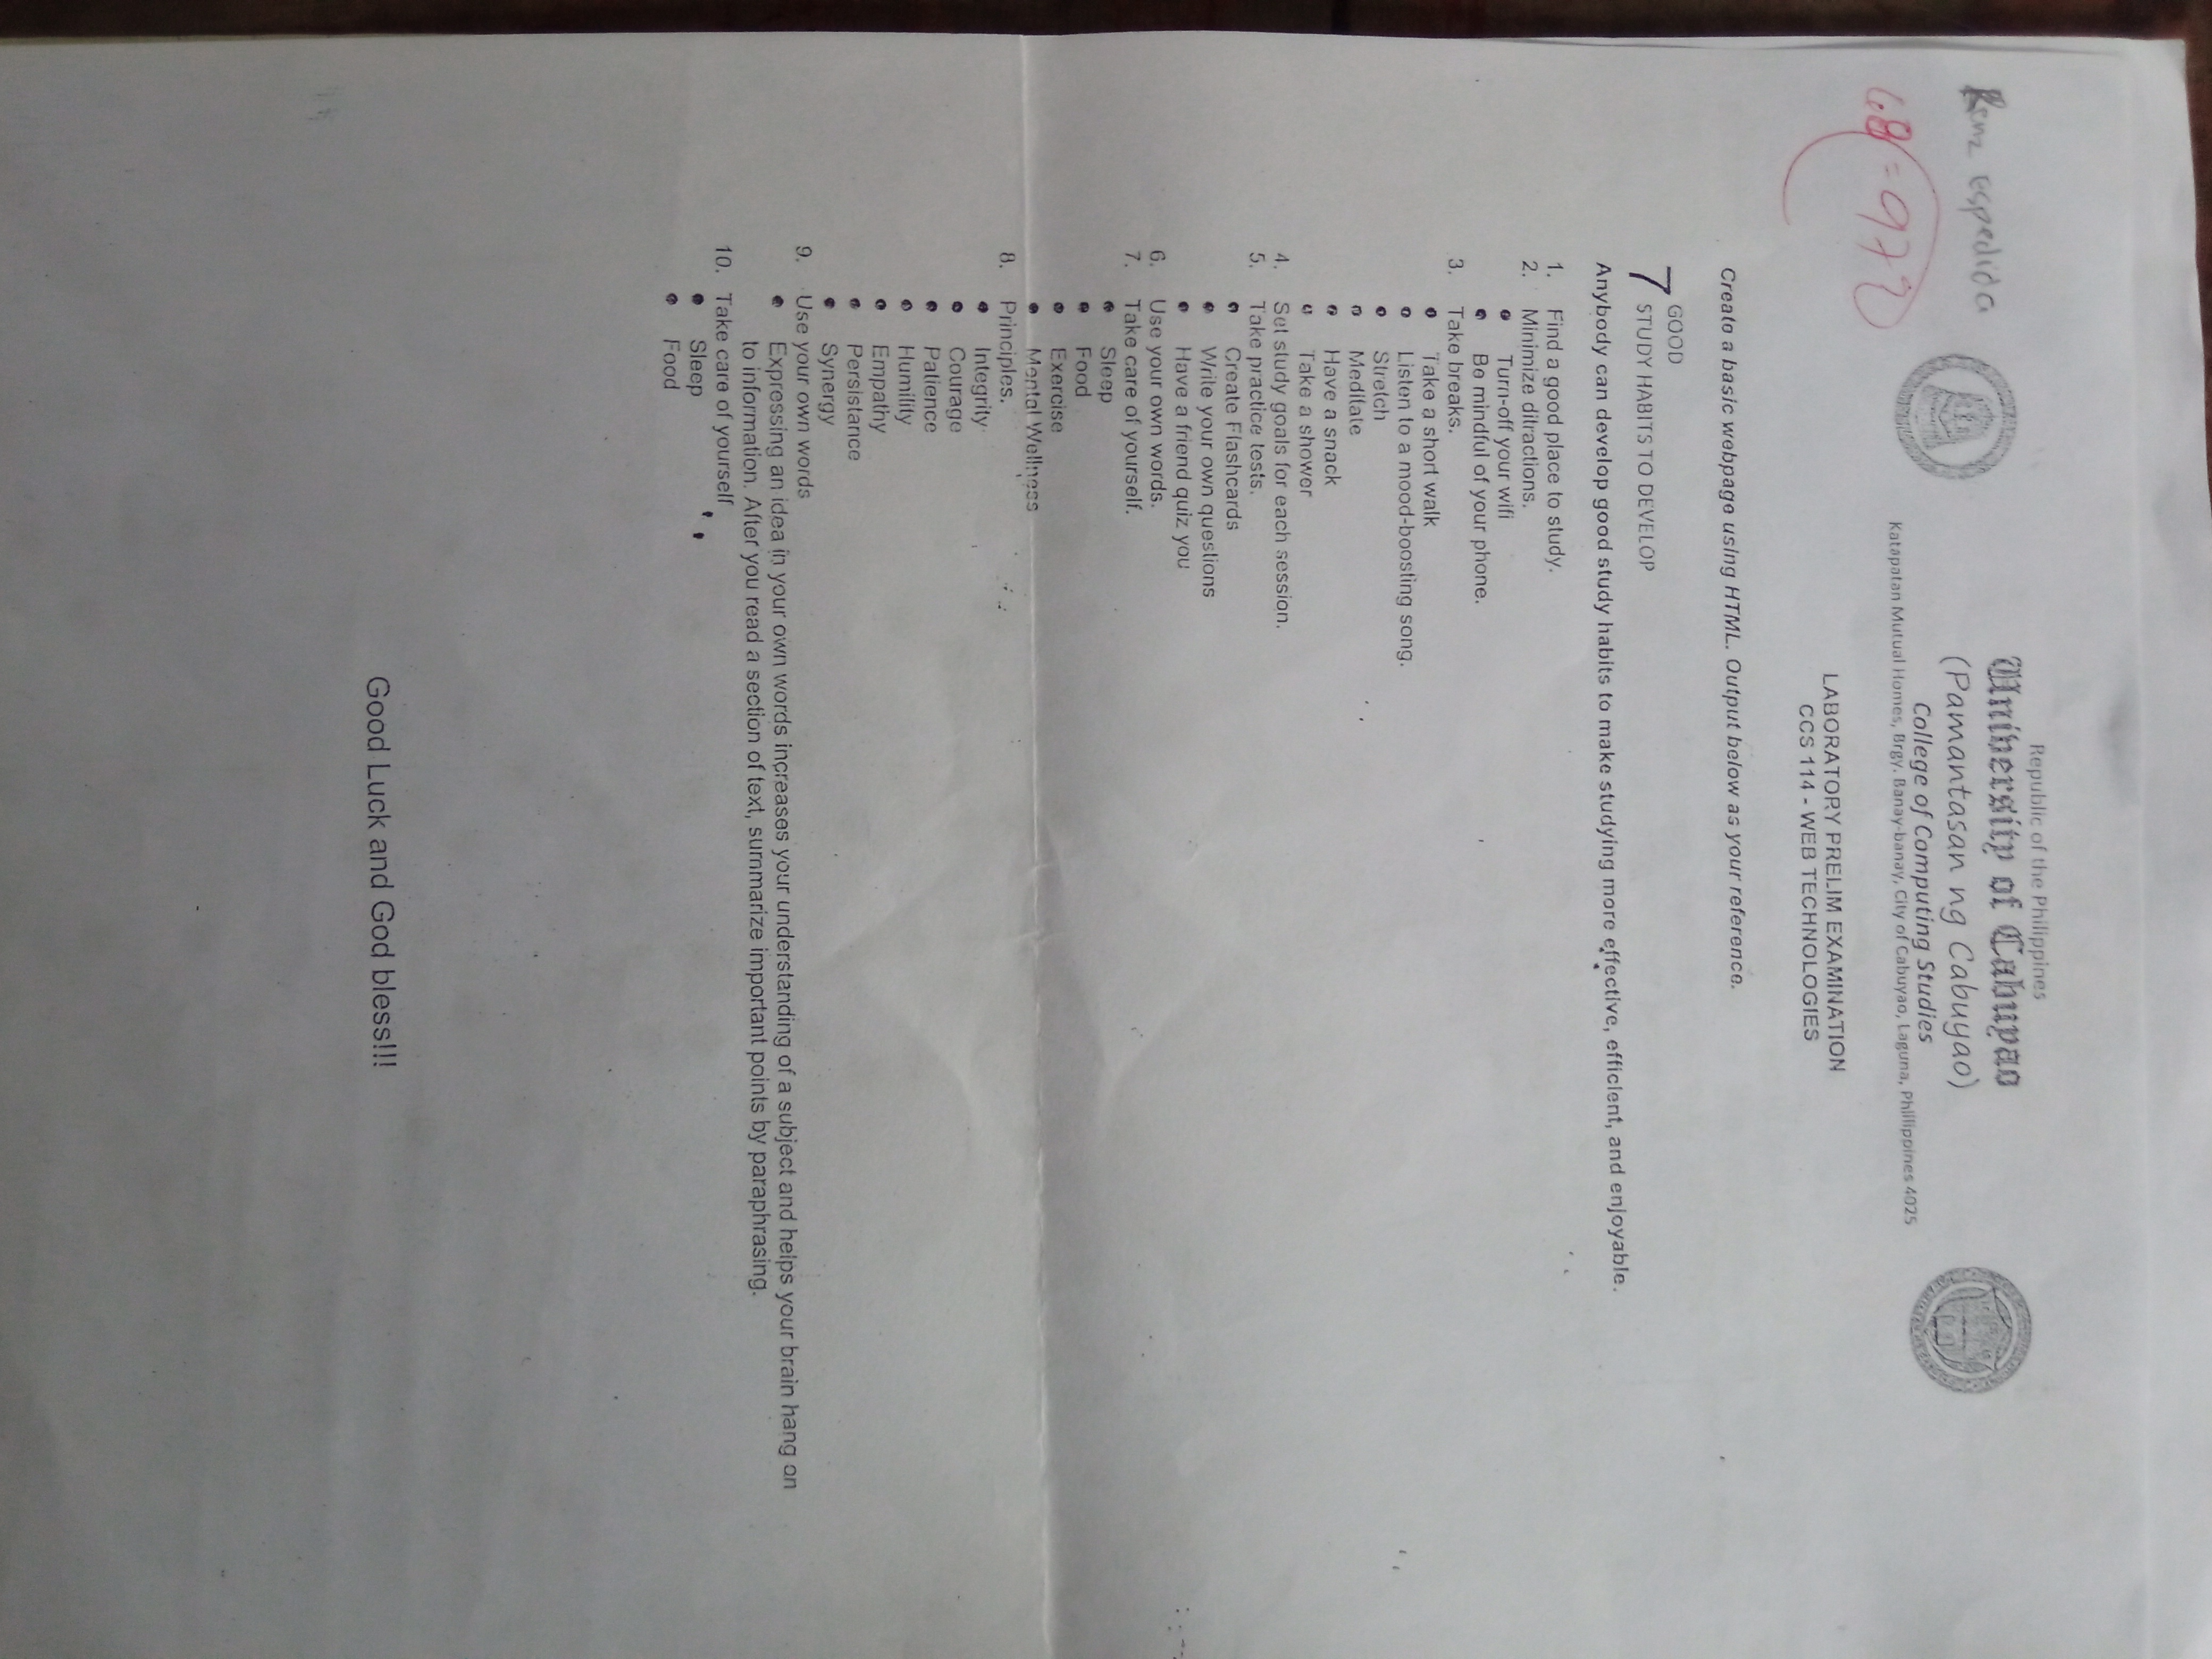 Remz espedida
68 = 97%
Republic of the Philippines
University of Cabuyao
(Pamantasan ng Cabuyao)
College of Computing Studies
Katapatan Mutual Homes, Brgy. Banay-banay, City of Cabuyao, Laguna, Philippines 4025
LABORATORY PRELIM EXAMINATION
CCS 114 - WEB TECHNOLOGIES
Create a basic webpage using HTML. Output below as your reference.
7 GOOD
STUDY HABITS TO DEVELOP
Anybody can develop good study habits to make studying more effective, efficient, and enjoyable.
1. Find a good place to study.
2. Minimize ditractions.
• Turn-off your wifi
• Be mindful of your phone.
3. Take breaks.
• Take a short walk
• Listen to a mood-boosting song.
• Stretch
• Meditate
• Have a snack
• Take a shower
4. Set study goals for each session.
5. Take practice tests.
• Create Flashcards
• Write your own questions
• Have a friend quiz you
6. Use your own words.
7. Take care of yourself.
• Sleep
• Food
• Exercise
• Mental Wellness
8. Principles.
• Integrity
• Courage
• Patience
• Humility
• Empathy
• Persistance
• Synergy
9. Use your own words
• Expressing an idea in your own words increases your understanding of a subject and helps your brain hang on
to information. After you read a section of text, summarize important points by paraphrasing.
10. Take care of yourself
• Sleep
• Food
Good Luck and God bless!!!